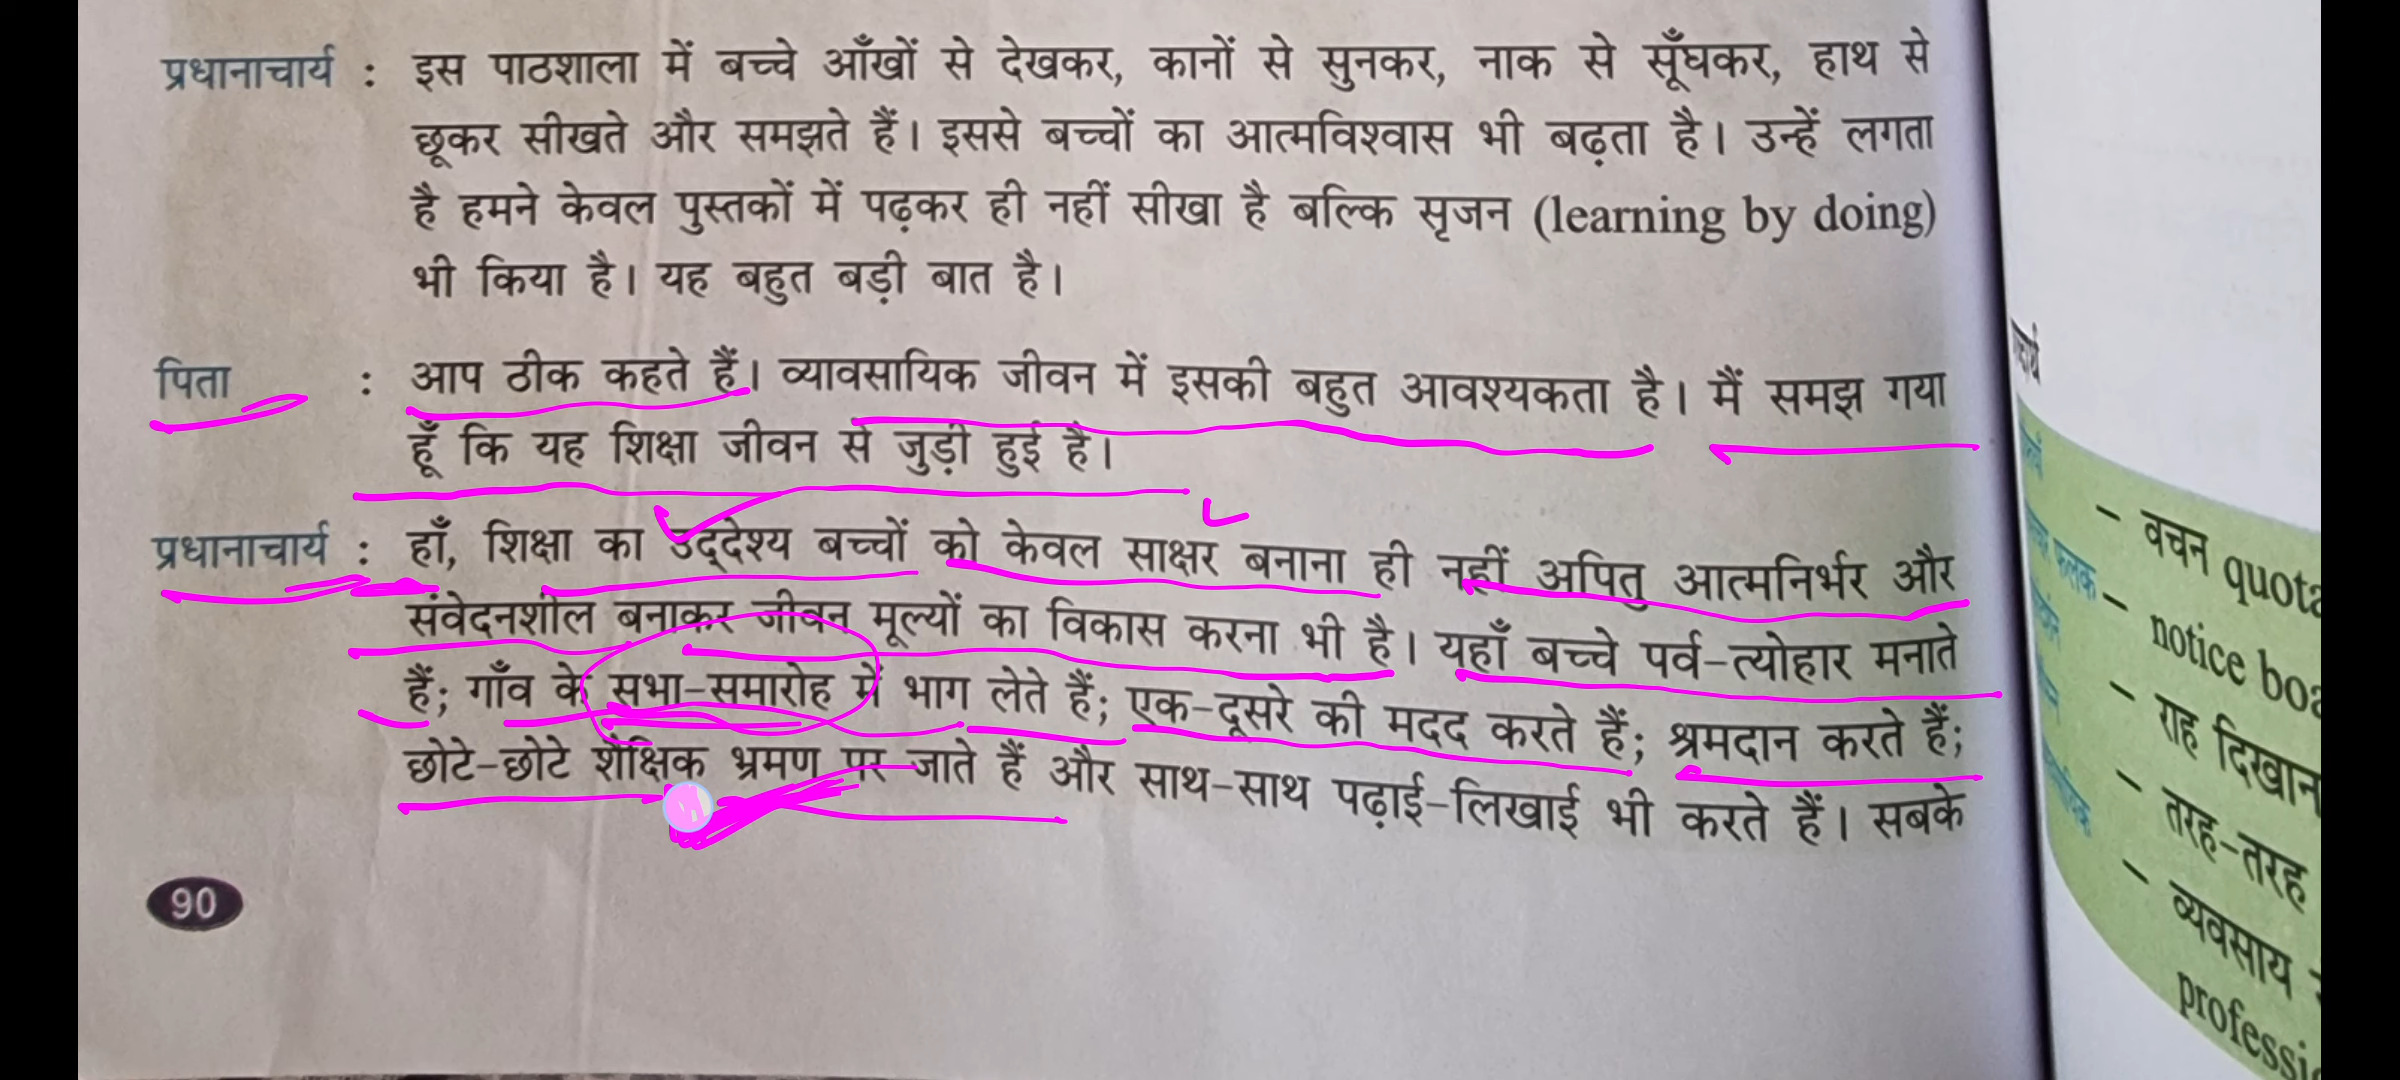 प्रधानाचार्य : इस पाठशाला में बच्चे आँखों से देखकर, कानों से सुनकर, नाक से सूँघकर, हाथ से
छूकर सीखते और समझते हैं। इससे बच्चों का आत्मविश्वास भी बढ़ता है। उन्हें लगता
है हमने केवल पुस्तकों में पढ़कर ही नहीं सीखा है बल्कि सृजन (learning by doing)
भी किया है। यह बहुत बड़ी बात है।
पिता : आप ठीक कहते हैं। व्यावसायिक जीवन में इसकी बहुत आवश्यकता है। मैं समझ गया
हूँ कि यह शिक्षा जीवन से जुड़ी हुई है।
प्रधानाचार्य : हाँ, शिक्षा का उद्देश्य बच्चों को केवल साक्षर बनाना ही नहीं अपितु आत्मनिर्भर और
संवेदनशील बनाकर जीवन मूल्यों का विकास करना भी है। यहाँ बच्चे पर्व-त्योहार मनाते
हैं; गाँव के सभा-समारोह में भाग लेते हैं; एक-दूसरे की मदद करते हैं; श्रमदान करते हैं;
छोटे-छोटे शैक्षिक भ्रमण पर जाते हैं और साथ-साथ पढ़ाई-लिखाई भी करते हैं। सबके
90
– वचन
– notice
– राह
– तरह-तरह
– व्यवसाय